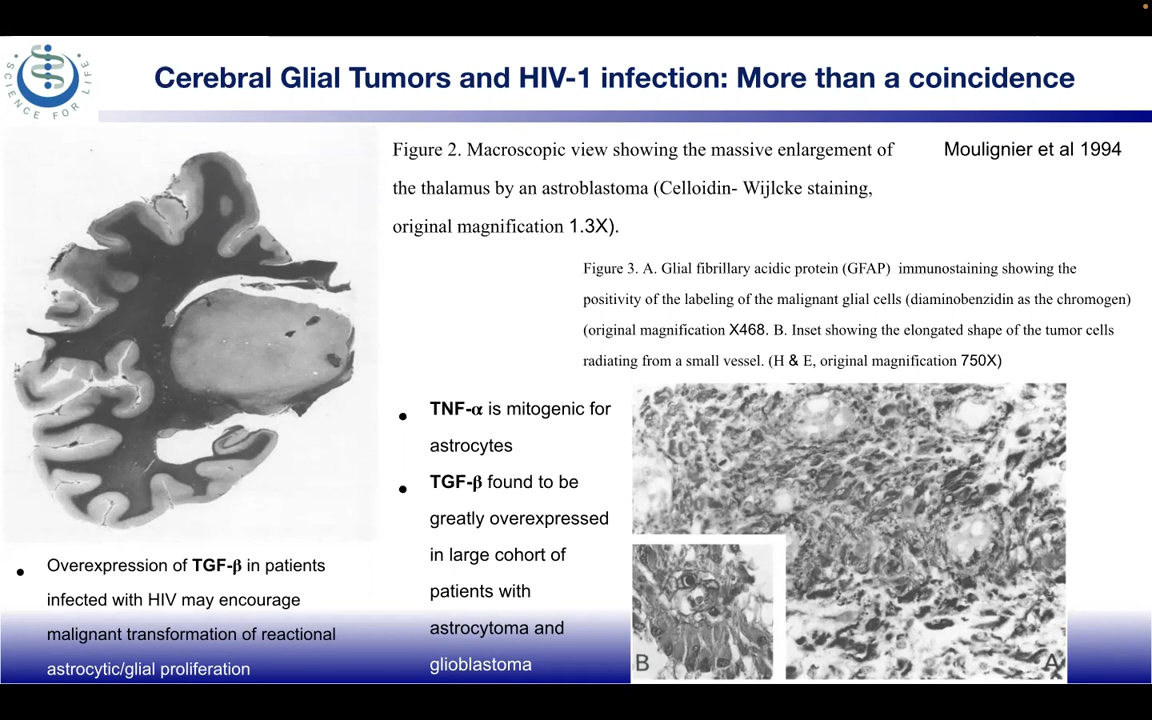 SCIENCE FOR LIFE
Cerebral Glial Tumors and HIV-1 infection: More than a coincidence
Figure 2. Macroscopic view showing the massive enlargement of
the thalamus by an astroblastoma (Celloidin- Wijlcke staining,
original magnification 1.3X).
Moulignier et al 1994
Figure 3. A. Glial fibrillary acidic protein (GFAP) immunostaining showing the
positivity of the labeling of the malignant glial cells (diaminobenzidin as the chromogen)
(original magnification X468. B. Inset showing the elongated shape of the tumor cells
radiating from a small vessel. (H & E, original magnification 750X)
• TNF-α is mitogenic for
astrocytes
• TGF-β found to be
greatly overexpressed
in large cohort of
patients with
astrocytoma and
glioblastoma
• Overexpression of TGF-β in patients
infected with HIV may encourage
malignant transformation of reactional
astrocytic/glial proliferation
B
A